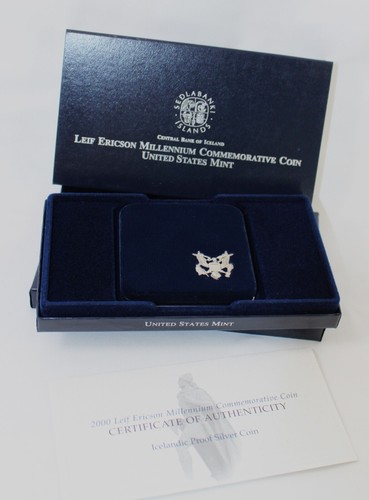 SEDLABANKI
ÍSLANDS
CENTRAL BANK OF ICELAND
LEIF ERICSON MILLENNIUM COMMEMORATIVE COIN
UNITED STATES MINT
UNITED STATES MINT
2000 Leif Ericson Millennium Commemorative Coin
CERTIFICATE OF AUTHENTICITY
Icelandic Proof Silver Coin